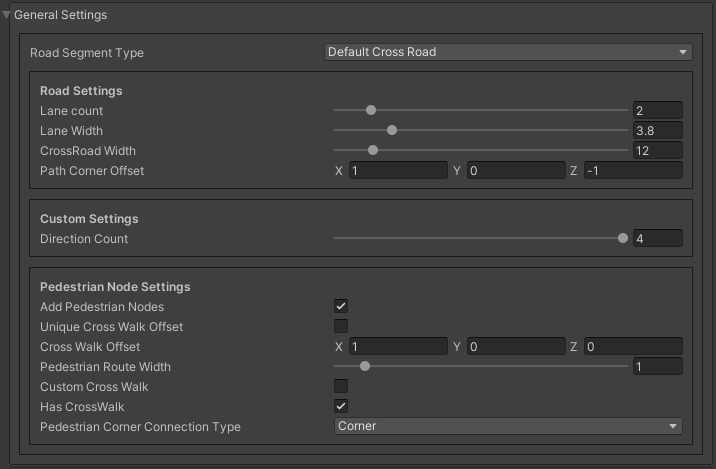 General Settings
Road Segment Type Default Cross Road
Road Settings
Lane count 2
Lane Width 3.8
CrossRoad Width 12
Path Corner Offset X 1 Y 0 Z -1
Custom Settings
Direction Count 4
Pedestrian Node Settings
Add Pedestrian Nodes
Unique Cross Walk Offset
Cross Walk Offset X 1 Y 0 Z 0
Pedestrian Route Width 1
Custom Cross Walk
Has CrossWalk
Pedestrian Corner Connection Type Corner